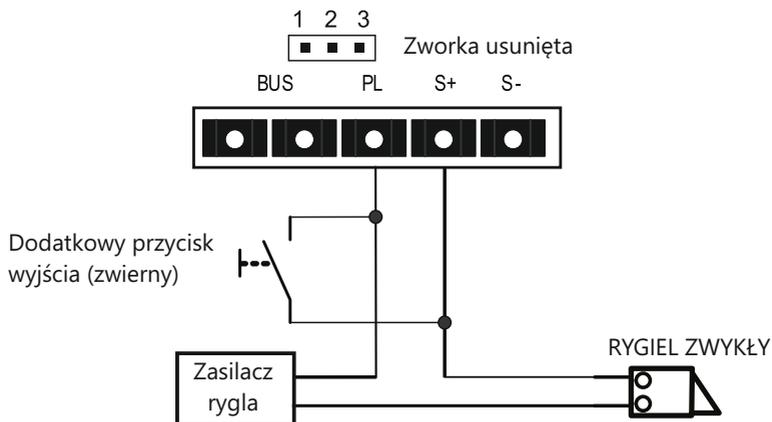 1 2 3
Zworka usunięta
BUS PL S+ S-
Dodatkowy przycisk
wyjścia (zwierny)
RYGIEL ZWYKŁY
Zasilacz
rygla